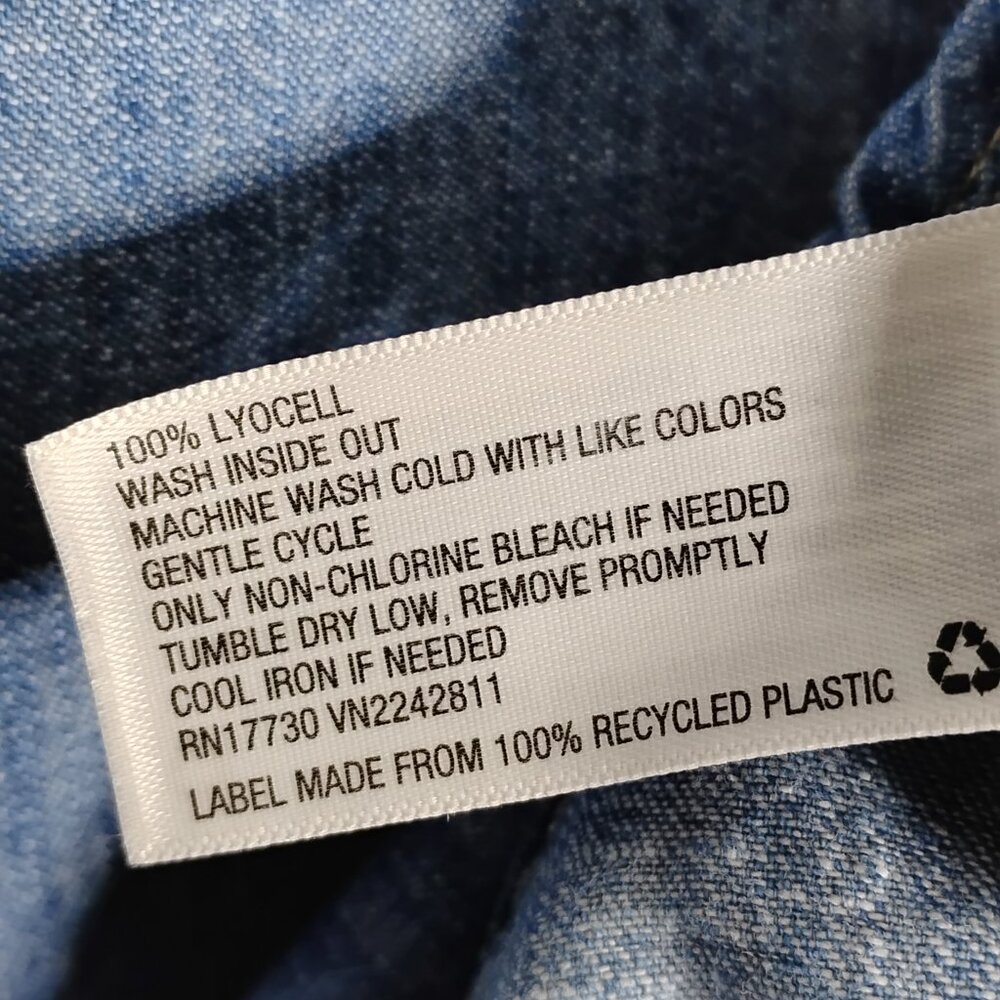 100% LYOCELL
WASH INSIDE OUT
MACHINE WASH COLD WITH LIKE COLORS
GENTLE CYCLE
ONLY NON-CHLORINE BLEACH IF NEEDED
TUMBLE DRY LOW, REMOVE PROMPTLY
COOL IRON IF NEEDED
RN17730 VN2242811
LABEL MADE FROM 100% RECYCLED PLASTIC